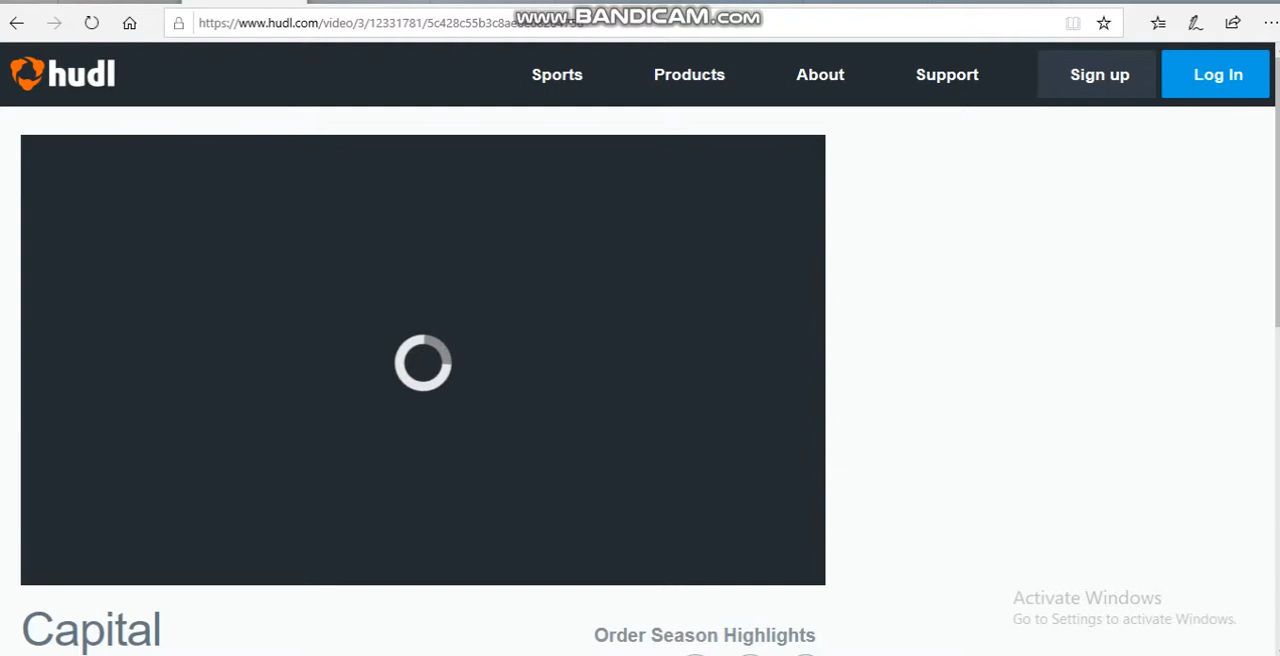 www.BANDICAM.com
https://www.hudl.com/video/3/12331781/5c428c55b3c8ae
hudl
Sports Products About Support Sign up Log In
Activate Windows
Go to Settings to activate Windows.
Capital
Order Season Highlights